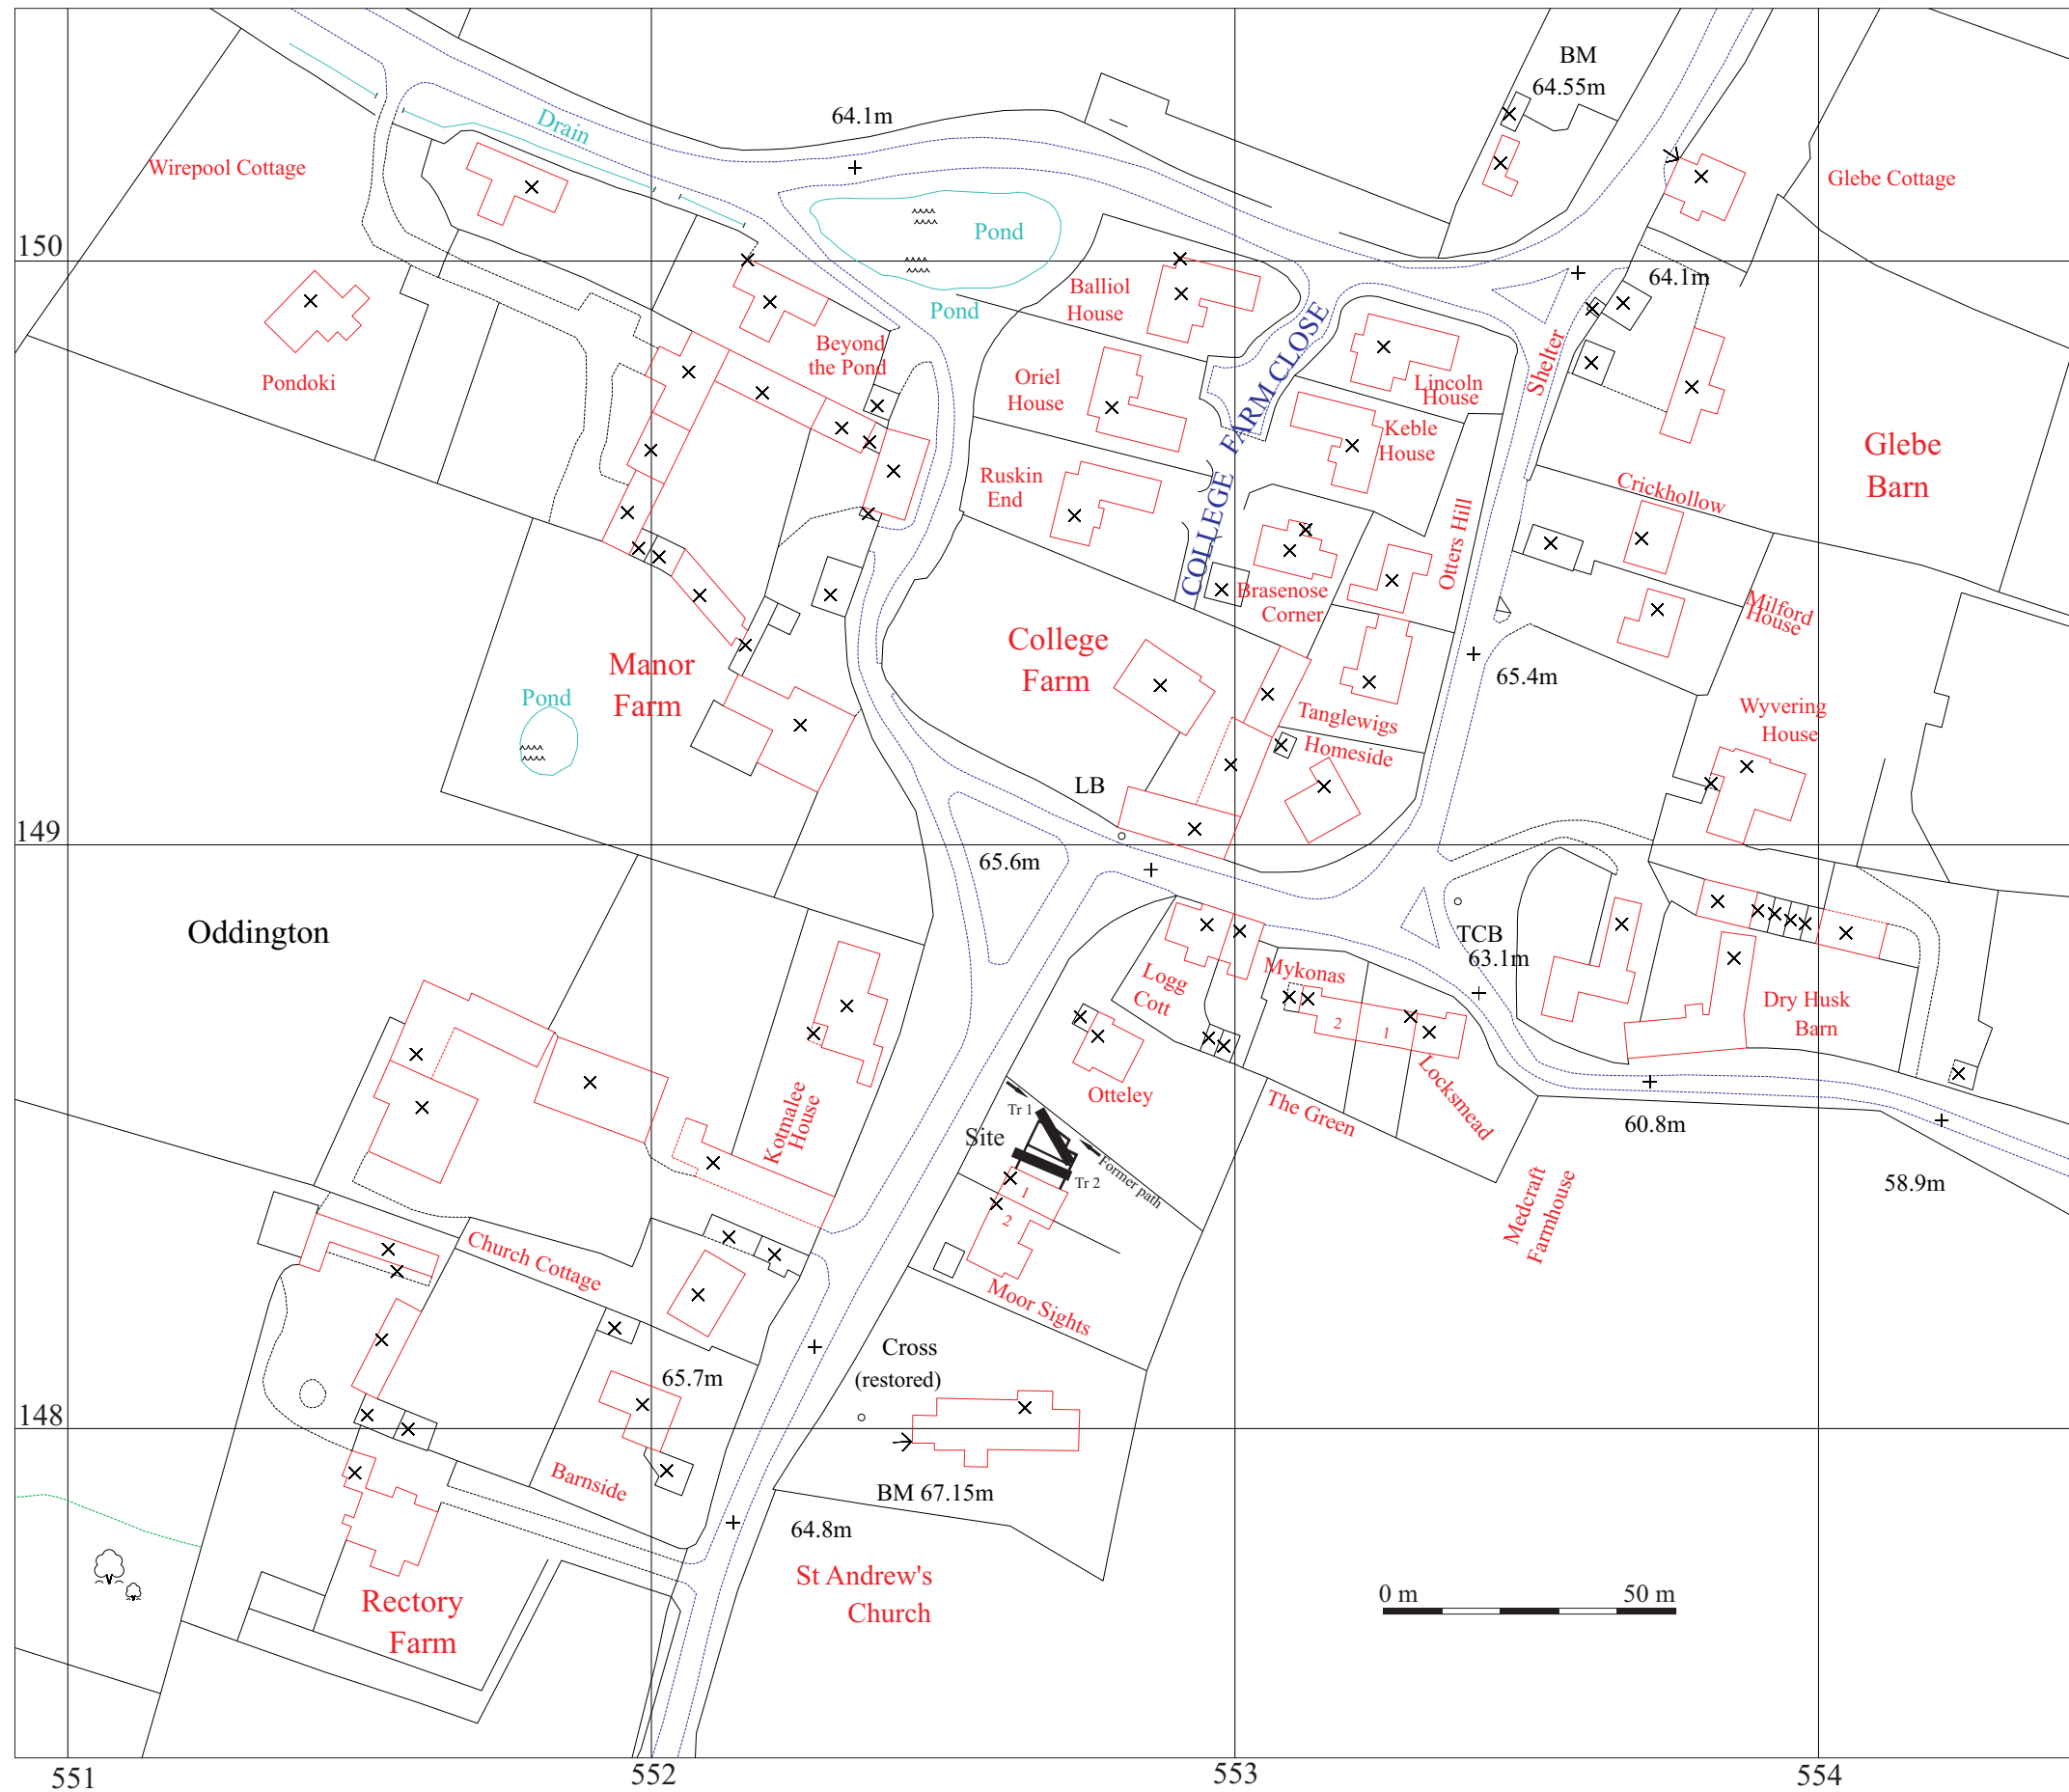 BM
64.55m
64.1m
Drain
Wirepool Cottage
Glebe Cottage
Pond
150
64.1m
Balliol
House
Pond
Beyond
the Pond
Pondoki
COLLEGE FARM CLOSE
Shelter
Oriel
House
Lincoln
House
Keble
House
Glebe
Barn
Ruskin
End
Crickhollow
Otters Hill
Brasenose
Corner
Milford
House
College
Farm
Manor
Farm
Pond
65.4m
Tanglewigs
Homeside
Wyvering
House
LB
149
65.6m
Oddington
TCB
63.1m
Logg
Cott
Mykonas
2
1
Dry Husk
Barn
Otteley
Locksmead
The Green
Kotmalee
House
Tr 1
Site
Former path
Tr 2
1
2
60.8m
58.9m
Medcraft
Farmhouse
Church Cottage
Moor Sights
Cross
(restored)
65.7m
148
Barnside
BM 67.15m
64.8m
St Andrew's
Church
Rectory
Farm
0 m
50 m
551
552
553
554